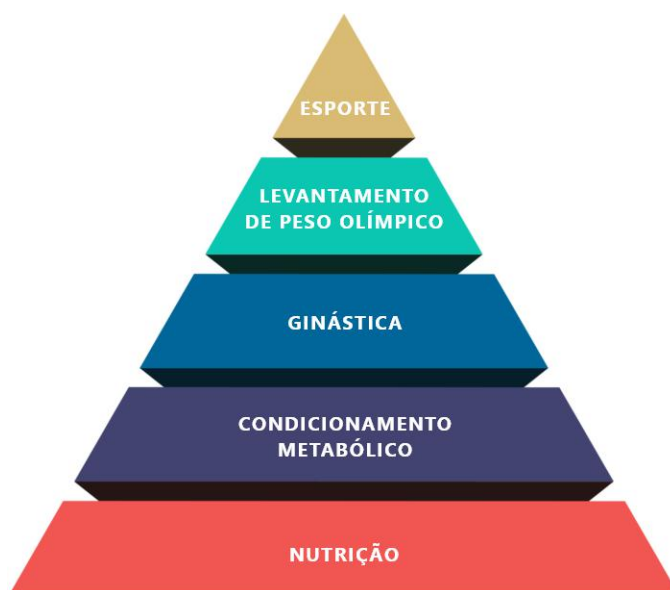 ESPORTE
LEVANTAMENTO
DE PESO OLÍMPICO
GINÁSTICA
CONDICIONAMENTO
METABÓLICO
NUTRIÇÃO